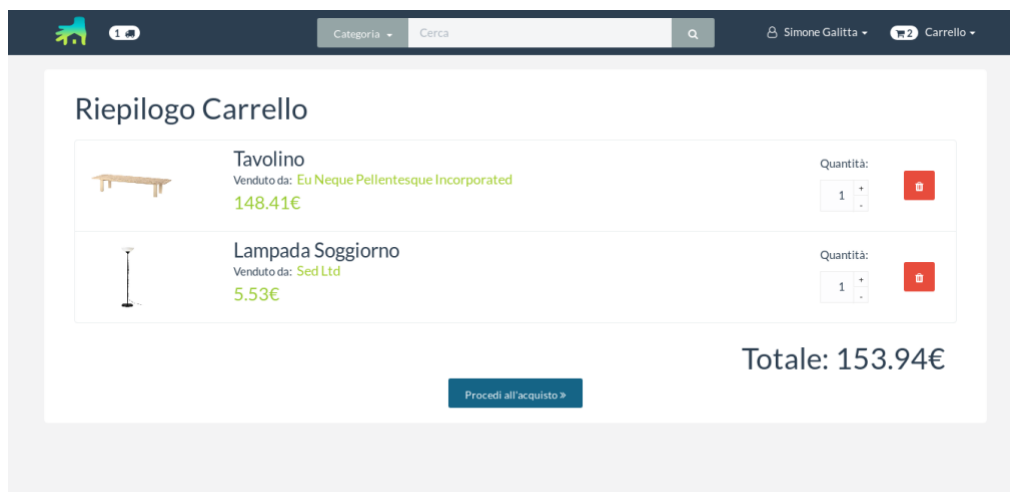 1 Categoria Cerca Simone Galitta 2 Carrello
Riepilogo Carrello
Tavolino
Venduto da: Eu Neque Pellentesque Incorporated
148.41€
Quantità:
1 + -
Lampada Soggiorno
Venduto da: Sed Ltd
5.53€
Quantità:
1 + -
Totale: 153.94€
Procedi all'acquisto »